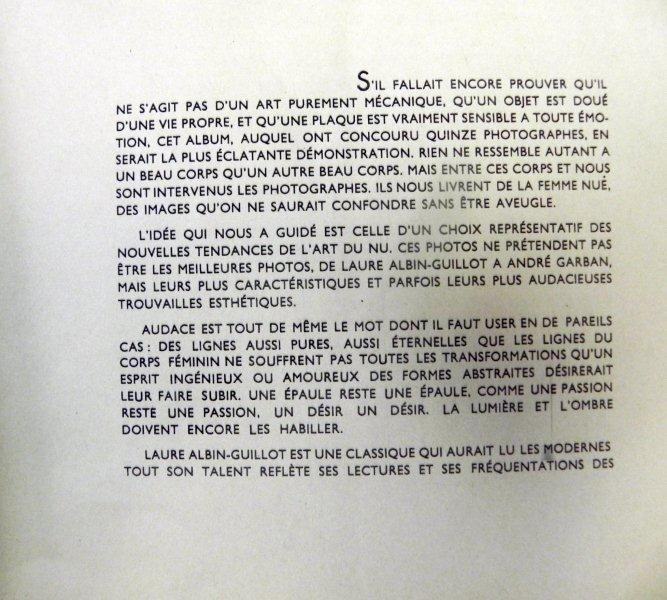 S'IL FALLAIT ENCORE PROUVER QU'IL
NE S'AGIT PAS D'UN ART PUREMENT MÉCANIQUE, QU'UN OBJET EST DOUÉ
D'UNE VIE PROPRE, ET QU'UNE PLAQUE EST VRAIMENT SENSIBLE A TOUTE ÉMO-
TION, CET ALBUM, AUQUEL ONT CONCOURU QUINZE PHOTOGRAPHES, EN
SERAIT LA PLUS ÉCLATANTE DÉMONSTRATION. RIEN NE RESSEMBLE AUTANT A
UN BEAU CORPS QU'UN AUTRE BEAU CORPS. MAIS ENTRE CES CORPS ET NOUS
SONT INTERVENUS LES PHOTOGRAPHES. ILS NOUS LIVRENT DE LA FEMME NUE,
DES IMAGES QU'ON NE SAURAIT CONFONDRE SANS ÊTRE AVEUGLE.
L'IDÉE QUI NOUS A GUIDÉ EST CELLE D'UN CHOIX REPRÉSENTATIF DES
NOUVELLES TENDANCES DE L'ART DU NU. CES PHOTOS NE PRÉTENDENT PAS
ÊTRE LES MEILLEURES PHOTOS, DE LAURE ALBIN-GUILLOT A ANDRÉ GARBAN,
MAIS LEURS PLUS CARACTÉRISTIQUES ET PARFOIS LEURS PLUS AUDACIEUSES
TROUVAILLES ESTHÉTIQUES.
AUDACE EST TOUT DE MÊME LE MOT DONT IL FAUT USER EN DE PAREILS
CAS : DES LIGNES AUSSI PURES, AUSSI ÉTERNELLES QUE LES LIGNES DU
CORPS FÉMININ NE SOUFFRENT PAS TOUTES LES TRANSFORMATIONS QU'UN
ESPRIT INGÉNIEUX OU AMOUREUX DES FORMES ABSTRAITES DÉSIRERAIT
LEUR FAIRE SUBIR. UNE ÉPAULE RESTE UNE ÉPAULE, COMME UNE PASSION
RESTE UNE PASSION, UN DÉSIR UN DÉSIR. LA LUMIÈRE ET L'OMBRE
DOIVENT ENCORE LES HABILLER.
LAURE ALBIN-GUILLOT EST UNE CLASSIQUE QUI AURAIT LU LES MODERNES
TOUT SON TALENT REFLÈTE SES LECTURES ET SES FRÉQUENTATIONS DES